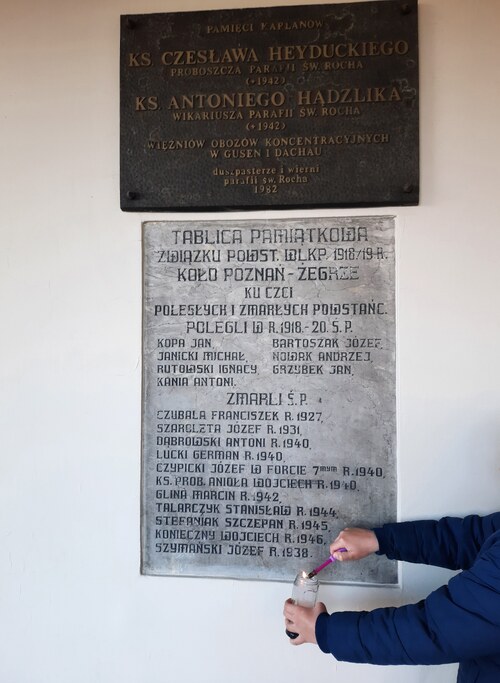 PAMIĘCI KAPŁANÓW
KS. CZESŁAWA HEYDUCKIEGO
PROBOSZCZA PARAFII ŚW. ROCHA
(+1942)
KS. ANTONIEGO HĄDZLIKA
WIKARIUSZA PARAFII ŚW. ROCHA
(+1942)
WIĘŹNIÓW OBOZÓW KONCENTRACYJNYCH
W GUSEN I DACHAU
duszpasterze i wierni
parafii św. Rocha
1982
TABLICA PAMIĄTKOWA
ZWIĄZKU POWST. WLKP. 1918/19-R.
KOŁO POZNAŃ-ŻEGRZE
KU CZCI
POLEGŁYCH I ZMARŁYCH POWSTAŃC.
POLEGLI W R. 1918.-20. Ś.P.
KOPA JAN, BARTOSZAK JÓZEF,
JANICKI MICHAŁ, NOWAK ANDRZEJ,
RUTOWSKI IGNACY, GRZYBEK JAN,
KANIA ANTONI.
ZMARLI Ś.P.
CZUBALA FRANCISZEK R. 1927,
SZAROLETA JÓZEF R. 1931,
DĄBROWSKI ANTONI R. 1940,
LUCKI GERMAN R. 1940,
CZYPICKI JÓZEF W FORCIE 7mym R. 1940,
KS. PROB. ANIOŁA WOJCIECH R. 1940,
GLINA MARCIN R. 1942,
TALARCZYK STANISŁAW R. 1944,
STEFANIAK SZCZEPAN R. 1945,
KONIECZNY WOJCIECH R. 1946,
SZYMAŃSKI JÓZEF R. 1938.